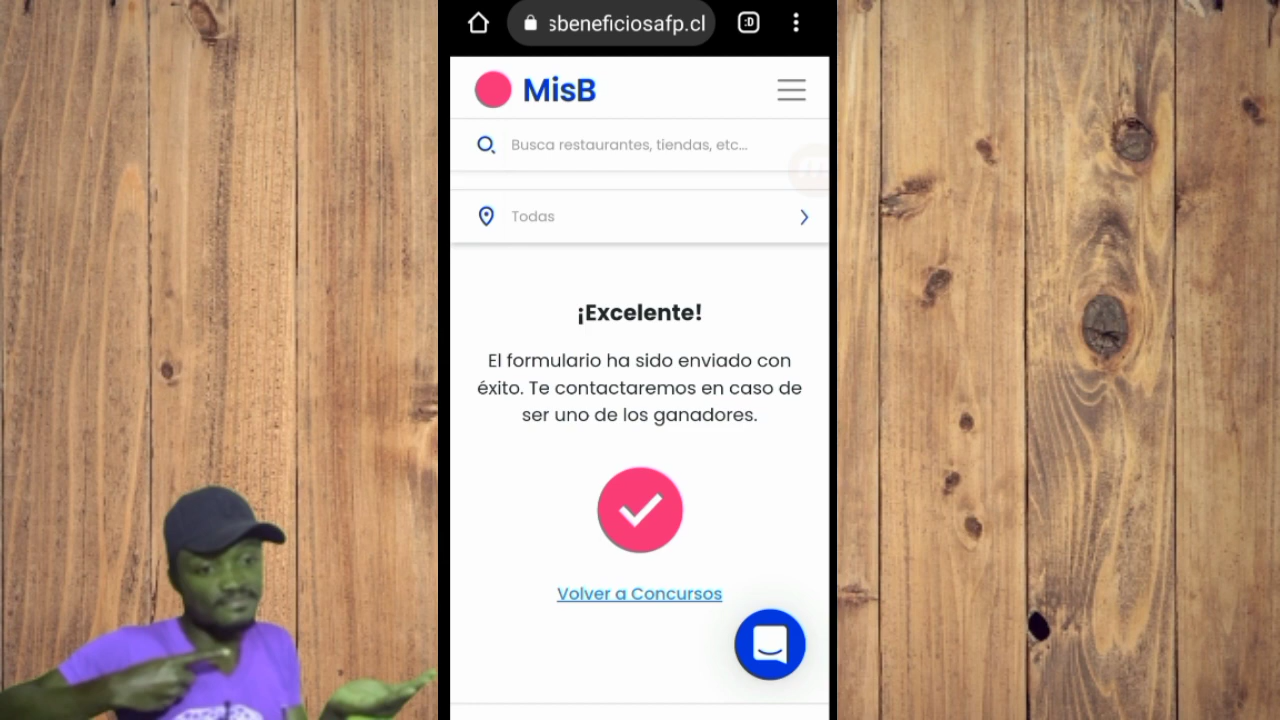 sbeneficiosafp.cl
:D
MisB
Busca restaurantes, tiendas, etc...
Todas
¡Excelente!
El formulario ha sido enviado con
éxito. Te contactaremos en caso de
ser uno de los ganadores.
Volver a Concursos